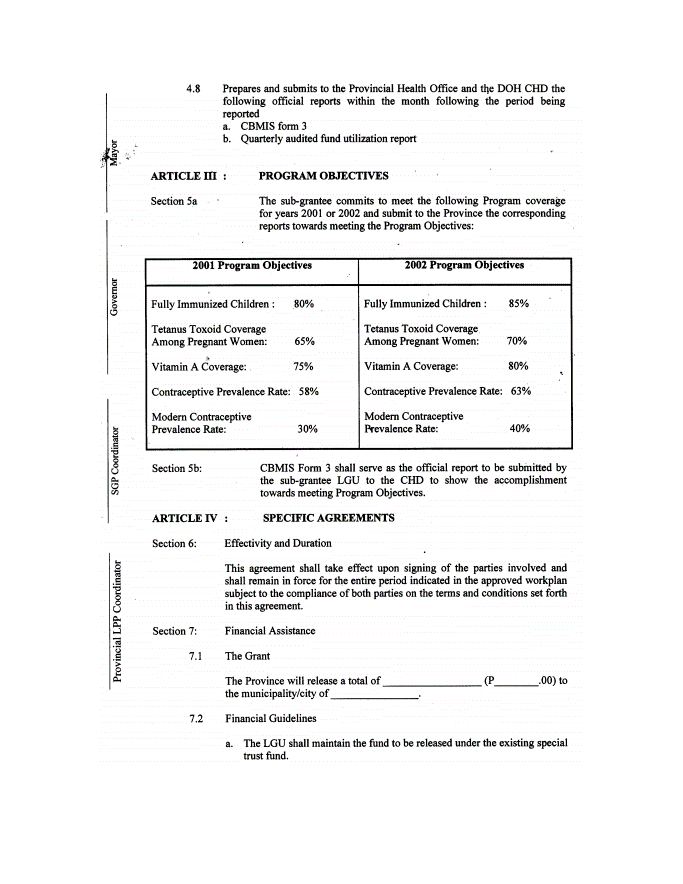 4.8 Prepares and submits to the Provincial Health Office and the DOH CHD the
following official reports within the month following the period being
reported
a. CBMIS form 3
b. Quarterly audited fund utilization report
Mayor
ARTICLE III : PROGRAM OBJECTIVES
Section 5a The sub-grantee commits to meet the following Program coverage
for years 2001 or 2002 and submit to the Province the corresponding
reports towards meeting the Program Objectives:
Governor
2001 Program Objectives 2002 Program Objectives
Fully Immunized Children : 80% Fully Immunized Children : 85%
Tetanus Toxoid Coverage Tetanus Toxoid Coverage
Among Pregnant Women: 65% Among Pregnant Women: 70%
Vitamin A Coverage: 75% Vitamin A Coverage: 80%
Contraceptive Prevalence Rate: 58% Contraceptive Prevalence Rate: 63%
Modern Contraceptive Modern Contraceptive
Prevalence Rate: 30% Prevalence Rate: 40%
SGP Coordinator
Section 5b: CBMIS Form 3 shall serve as the official report to be submitted by
the sub-grantee LGU to the CHD to show the accomplishment
towards meeting Program Objectives.
ARTICLE IV : SPECIFIC AGREEMENTS
Section 6: Effectivity and Duration
This agreement shall take effect upon signing of the parties involved and
shall remain in force for the entire period indicated in the approved workplan
subject to the compliance of both parties on the terms and conditions set forth
in this agreement.
Provincial LPP Coordinator
Section 7: Financial Assistance
7.1 The Grant
The Province will release a total of ____________________ (P_________.00) to
the municipality/city of __________________.
7.2 Financial Guidelines
a. The LGU shall maintain the fund to be released under the existing special
trust fund.